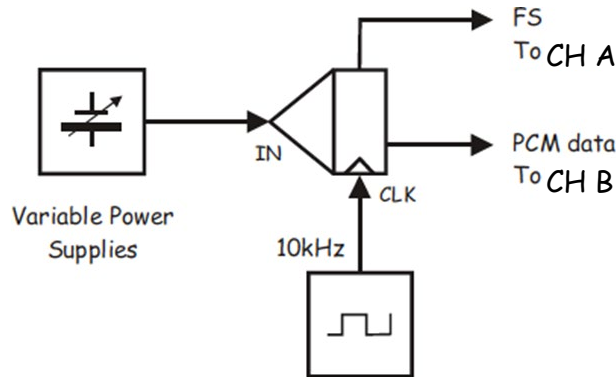 FS
To CH A
IN
PCM data
To CH B
CLK
Variable Power
Supplies
10kHz